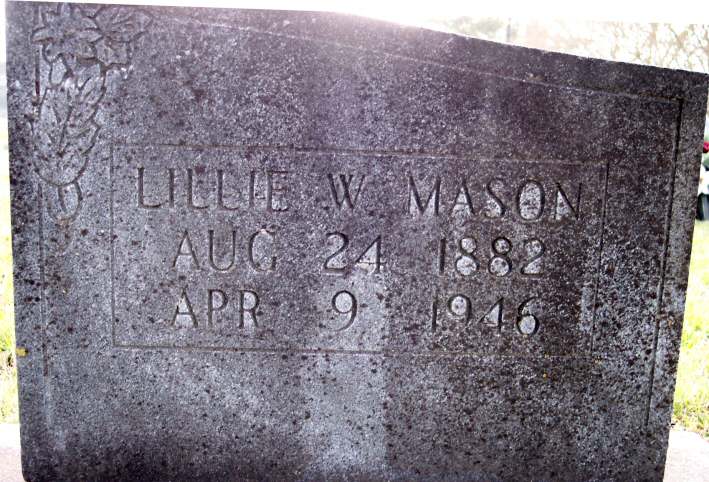 LILLIE W. MASON
AUG 24 1882
APR 9 1946